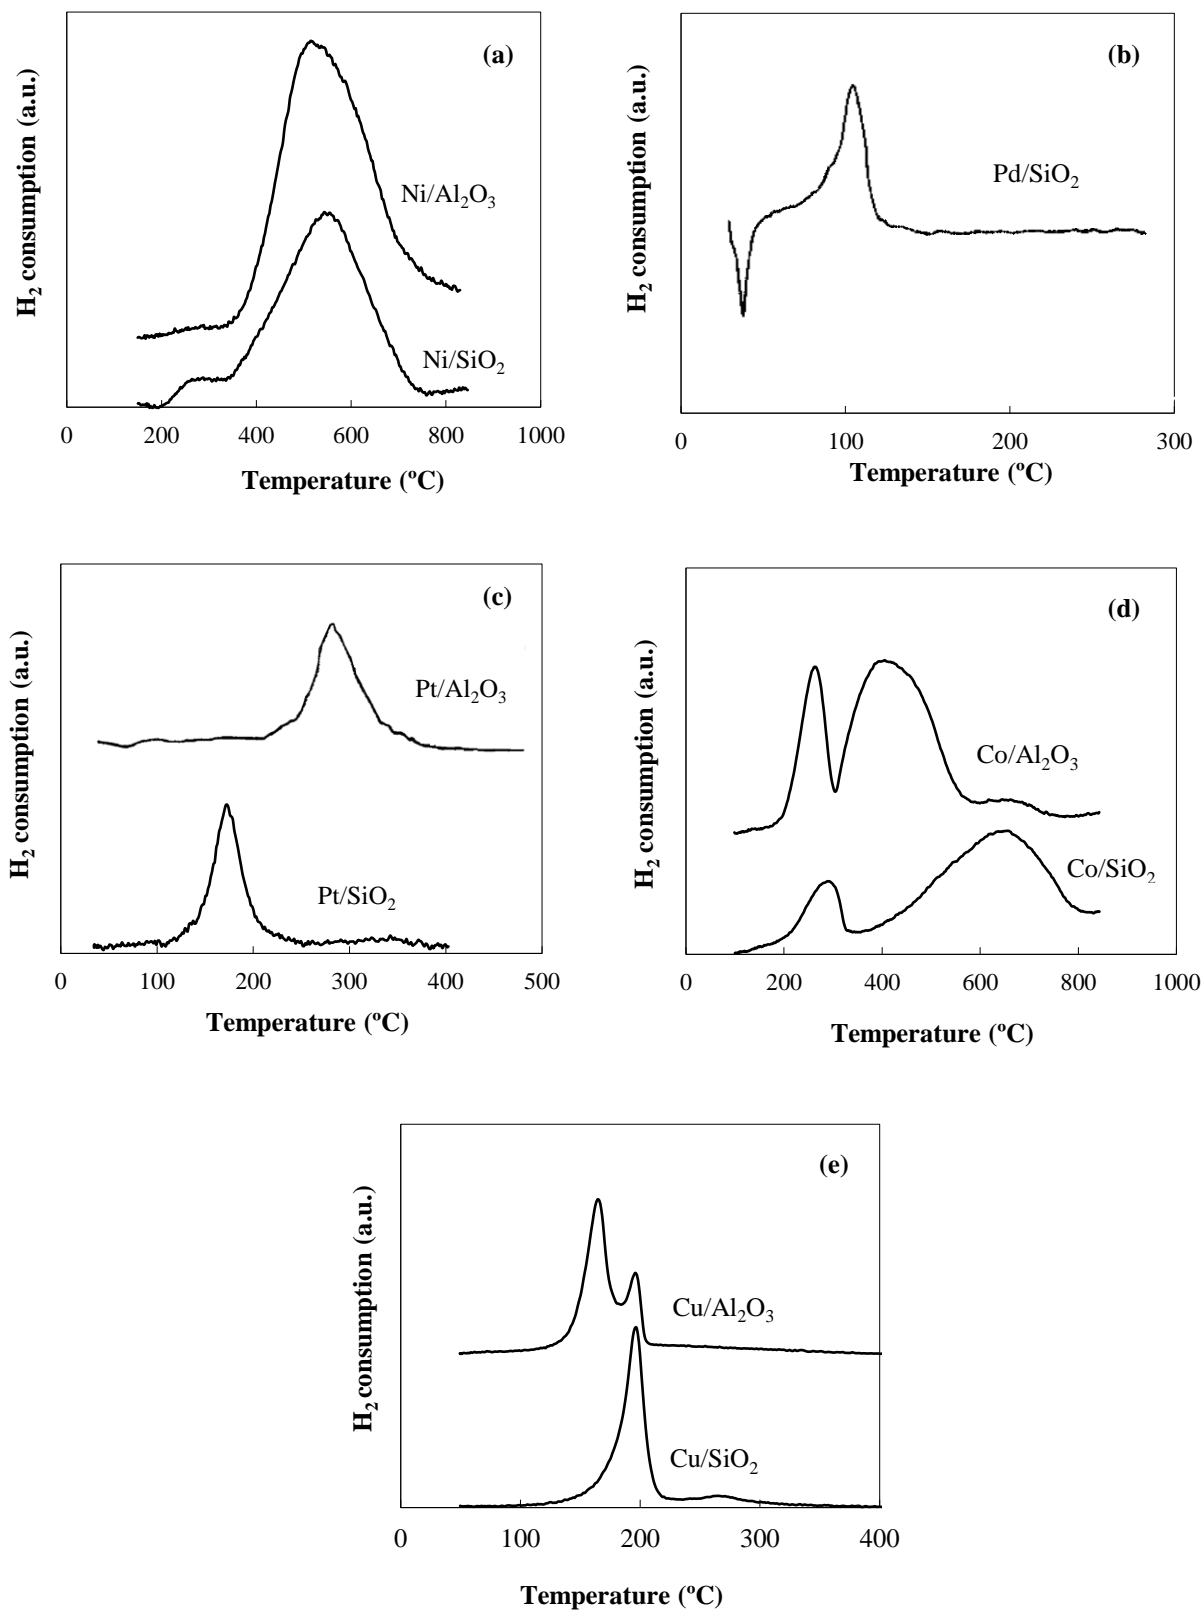 (a)
H₂ consumption (a.u.)
Ni/Al₂O₃
Ni/SiO₂
0 200 400 600 800 1000
Temperature (ºC)
(b)
H₂ consumption (a.u.)
Pd/SiO₂
0 100 200 300
Temperature (ºC)
(c)
H₂ consumption (a.u.)
Pt/Al₂O₃
Pt/SiO₂
0 100 200 300 400 500
Temperature (ºC)
(d)
H₂ consumption (a.u.)
Co/Al₂O₃
Co/SiO₂
0 200 400 600 800 1000
Temperature (ºC)
(e)
H₂ consumption (a.u.)
Cu/Al₂O₃
Cu/SiO₂
0 100 200 300 400
Temperature (ºC)